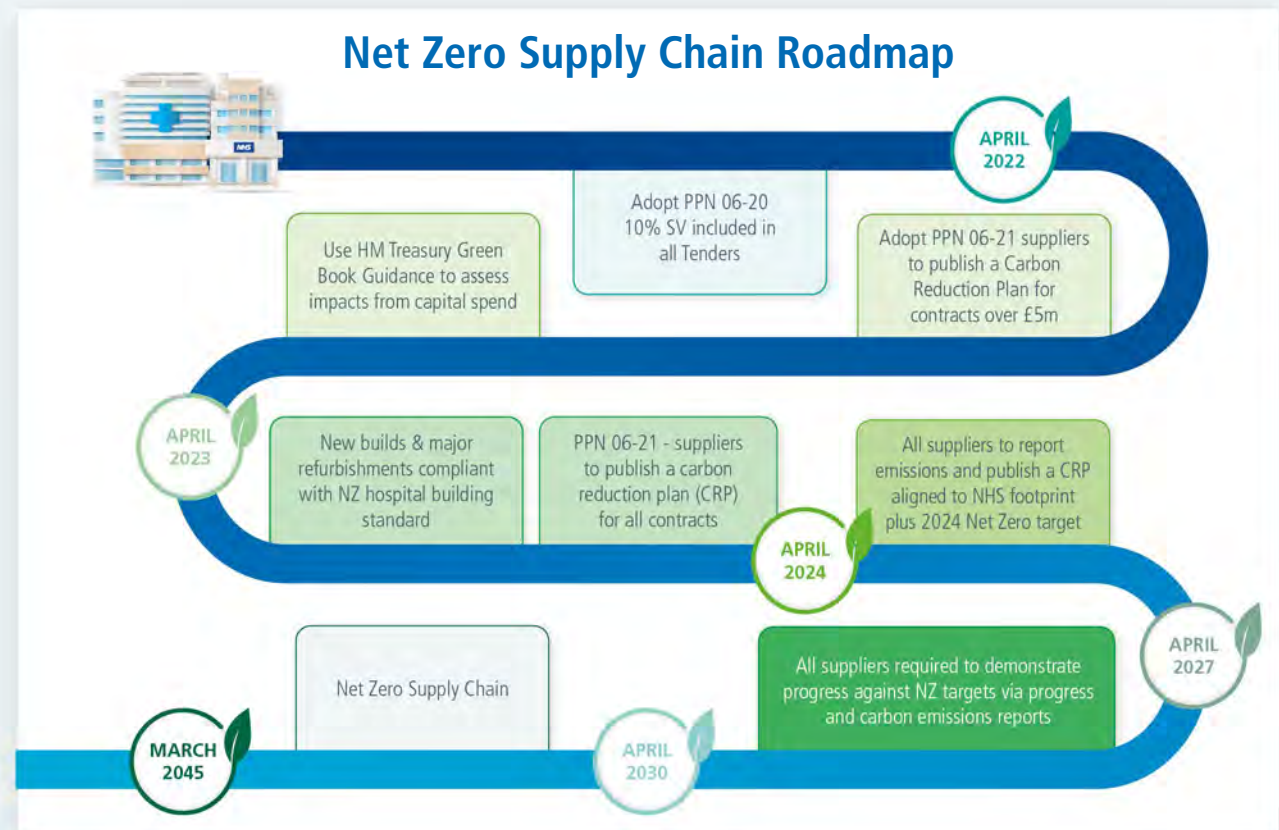 Net Zero Supply Chain Roadmap
NHS
APRIL
2022
Adopt PPN 06-20
10% SV included in
all Tenders
Use HM Treasury Green
Book Guidance to assess
impacts from capital spend
Adopt PPN 06-21 suppliers
to publish a Carbon
Reduction Plan for
contracts over £5m
APRIL
2023
New builds & major
refurbishments compliant
with NZ hospital building
standard
PPN 06-21 - suppliers
to publish a carbon
reduction plan (CRP)
for all contracts
APRIL
2024
All suppliers to report
emissions and publish a CRP
aligned to NHS footprint
plus 2024 Net Zero target
APRIL
2027
All suppliers required to demonstrate
progress against NZ targets via progress
and carbon emissions reports
APRIL
2030
Net Zero Supply Chain
MARCH
2045